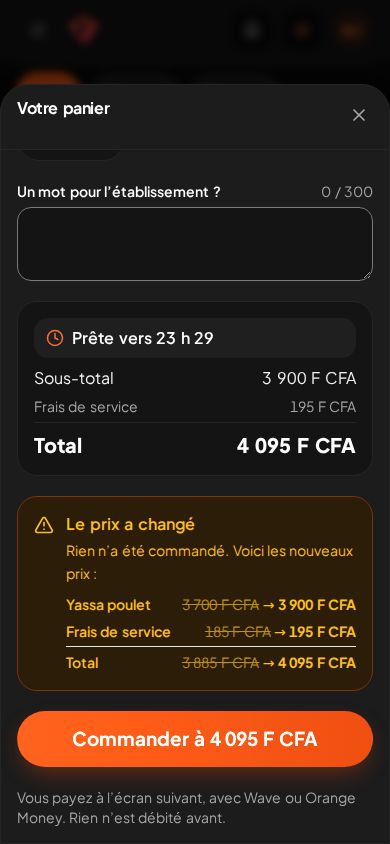 Votre panier
Un mot pour l’établissement ? 0 / 300
Prête vers 23 h 29
Sous-total 3 900 F CFA
Frais de service 195 F CFA
Total 4 095 F CFA
Le prix a changé
Rien n’a été commandé. Voici les nouveaux
prix :
Yassa poulet 3 700 F CFA → 3 900 F CFA
Frais de service 185 F CFA → 195 F CFA
Total 3 885 F CFA → 4 095 F CFA
Commander à 4 095 F CFA
Vous payez à l’écran suivant, avec Wave ou Orange
Money. Rien n’est débité avant.